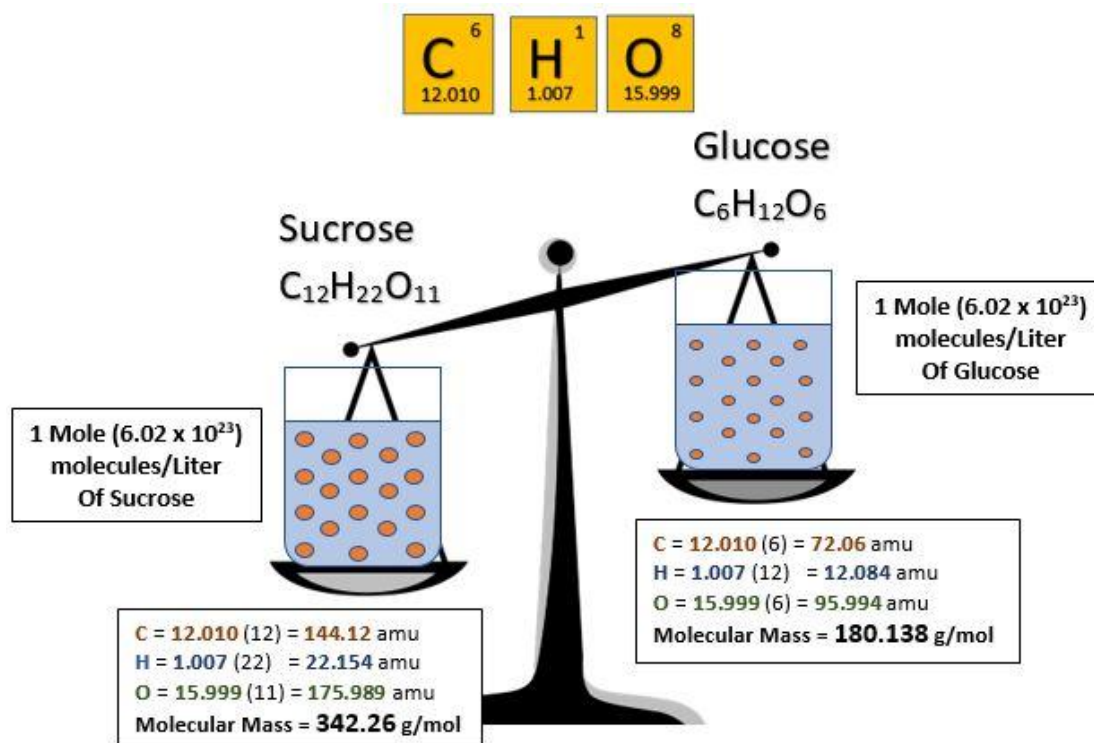 6 1 8
C H O
12.010 1.007 15.999
Glucose
C₆H₁₂O₆
Sucrose
C₁₂H₂₂O₁₁
1 Mole (6.02 x 10²³)
molecules/Liter
Of Glucose
1 Mole (6.02 x 10²³)
molecules/Liter
Of Sucrose
C = 12.010 (6) = 72.06 amu
H = 1.007 (12) = 12.084 amu
O = 15.999 (6) = 95.994 amu
Molecular Mass = 180.138 g/mol
C = 12.010 (12) = 144.12 amu
H = 1.007 (22) = 22.154 amu
O = 15.999 (11) = 175.989 amu
Molecular Mass = 342.26 g/mol